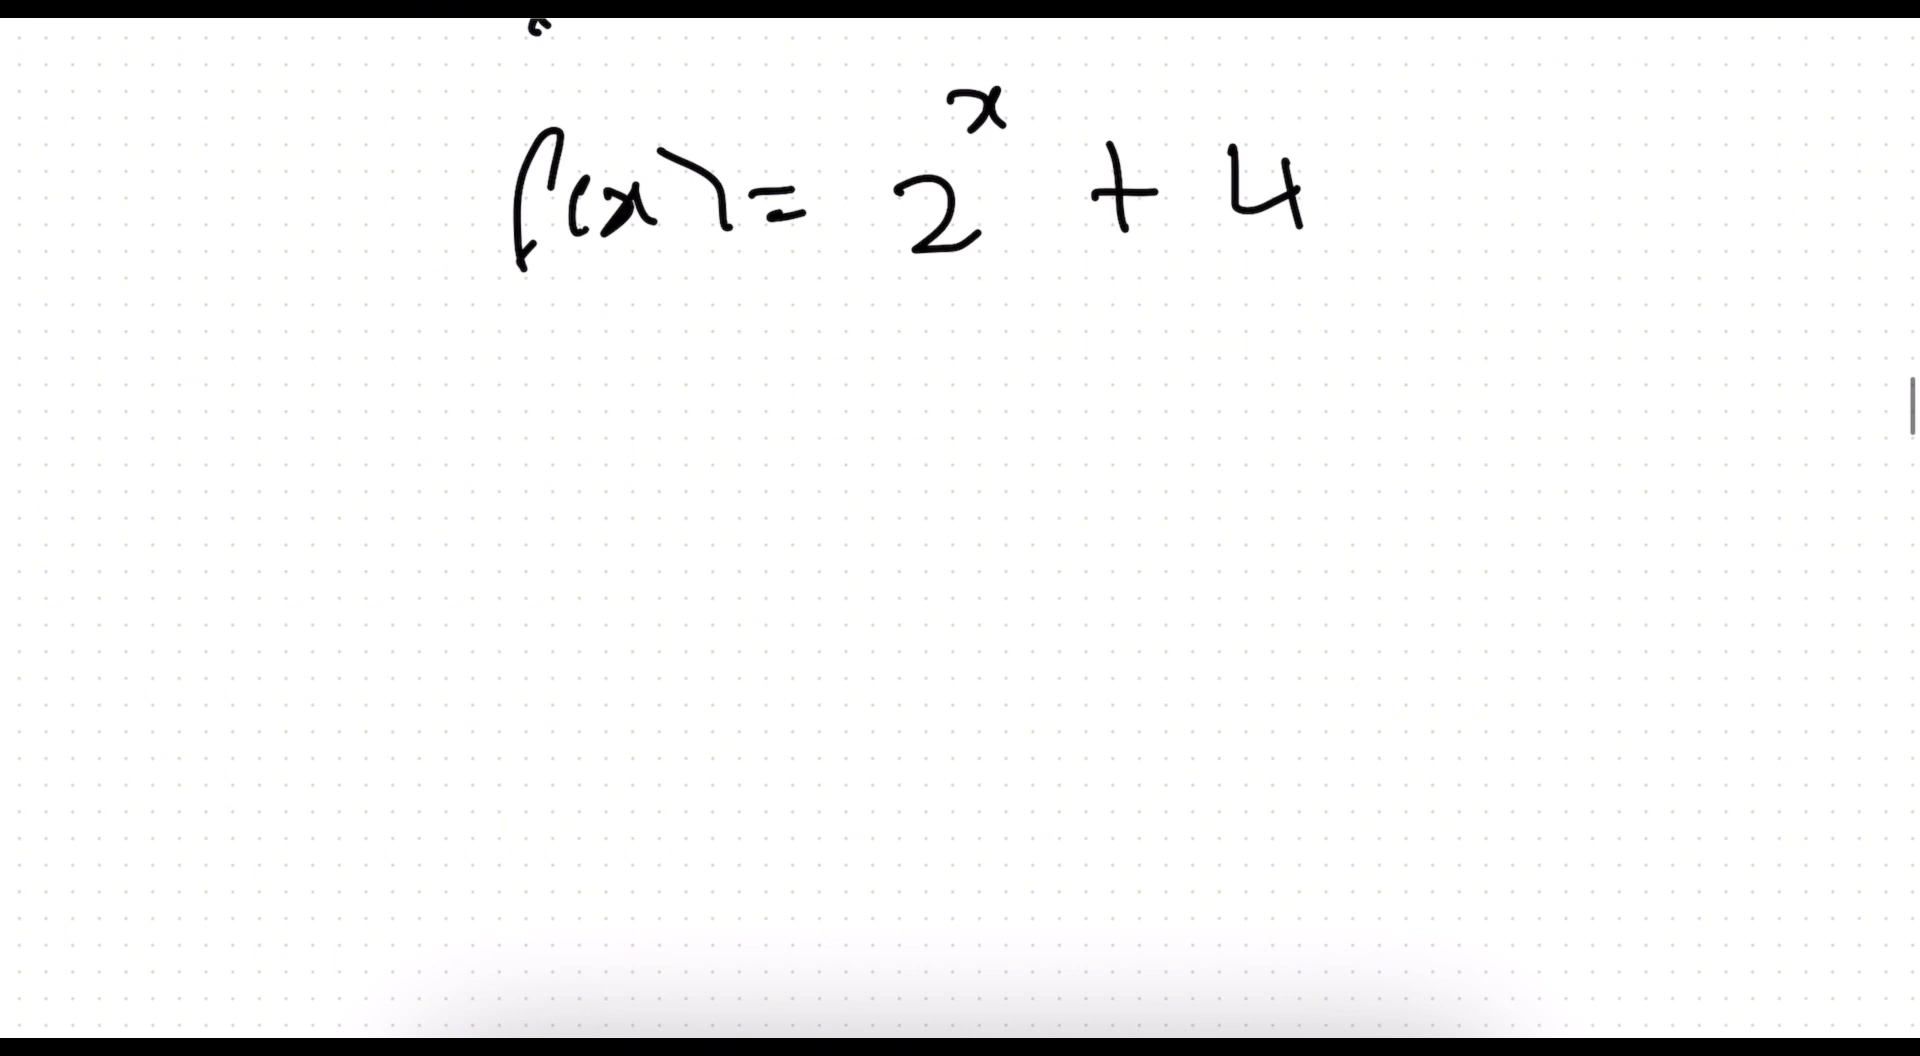 f(x) = 2^x + 4